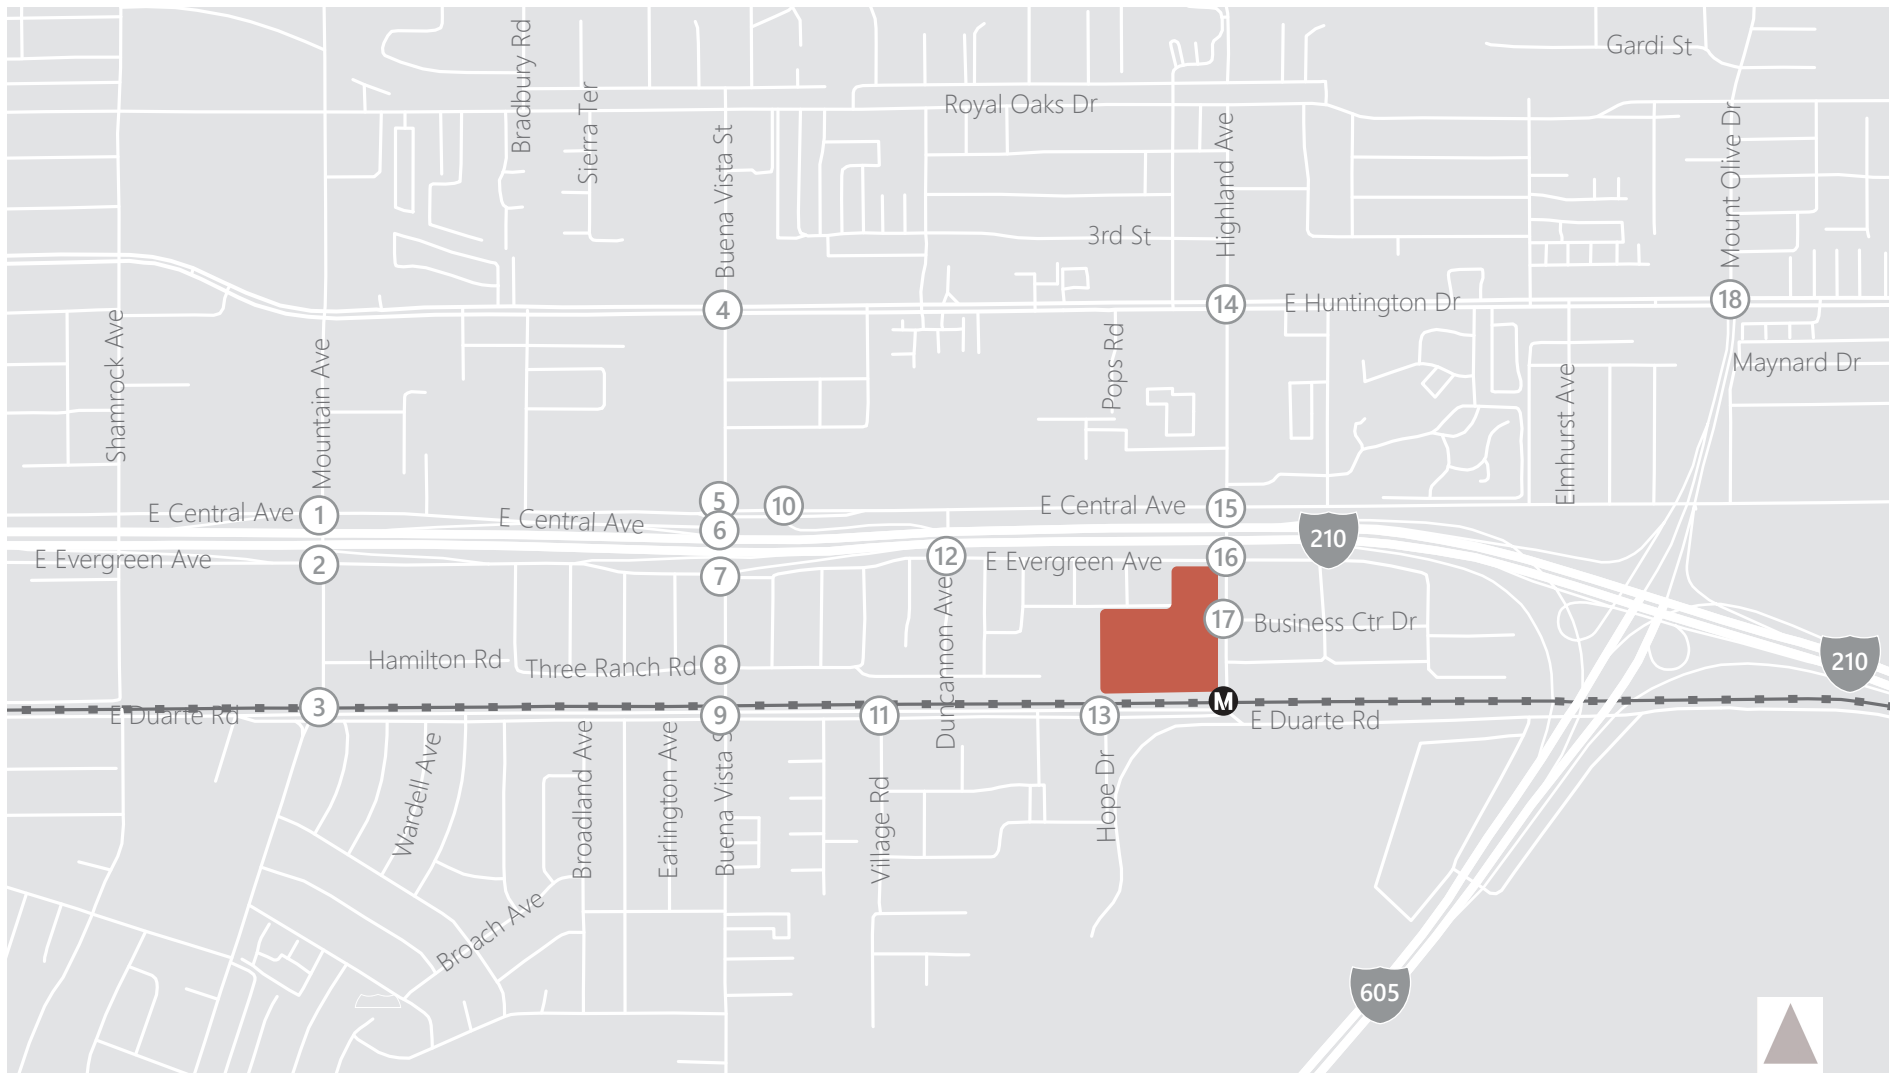 Gardi St
Bradbury Rd
Sierra Ter
Royal Oaks Dr
Buena Vista St
Highland Ave
Mount Olive Dr
3rd St
4
14
E Huntington Dr
18
Shamrock Ave
Mountain Ave
Pops Rd
Maynard Dr
Elmhurst Ave
E Central Ave
1
E Central Ave
5
6
10
E Central Ave
15
210
E Evergreen Ave
2
7
12
E Evergreen Ave
16
17
Business Ctr Dr
Duncannon Ave
Hamilton Rd
Three Ranch Rd
8
210
E Duarte Rd
3
9
11
13
M
E Duarte Rd
Wardell Ave
Broadland Ave
Earlington Ave
Buena Vista S
Village Rd
Hope Dr
Broach Ave
605